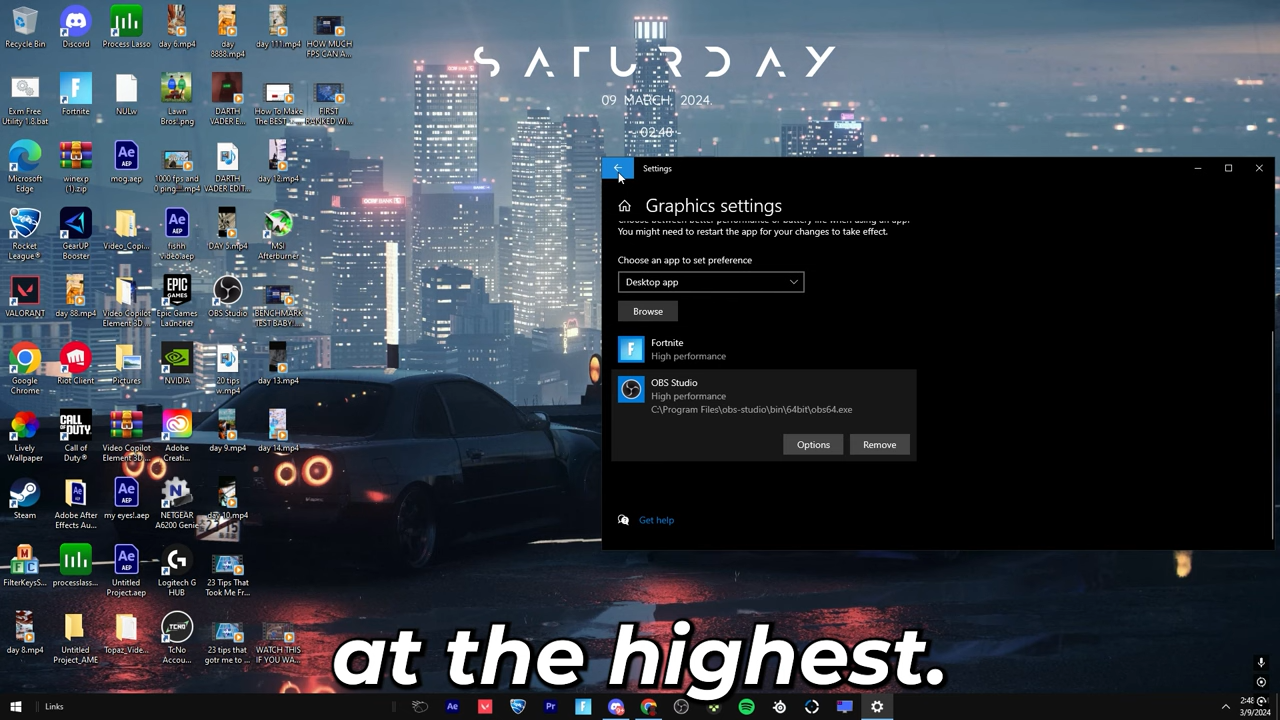 SATURDAY
09 MARCH, 2024.
- 02:48 -
Recycle Bin
Discord
Process Lasso
day 6.mp4
day
8888.mp4
day 111.mp4
HOW MUCH
FPS CAN A...
Exm Free
Utility 1.8.bat
Fortnite
NULw
Lawn
Bros.png
DARTH
VADER E...
How To Make
The BEST ...
FIRST
RANKED WI...
Microsoft
Edge
winexp
(1).zip
mog.aep
1000 fps and
0 ping....mp4
DARTH
VADER EDIT...
day 12.mp4
Rocket
League®
GearUP
Booster
Video_Copi...
fishh
Video.aep
!DAY 5.mp4
MSI
Afterburner
VALORANT
day 88.mp4
Video Copilot
Element 3D ...
Epic Games
Launcher
OBS Studio
BENCHMARK
TEST BABY:...
Google
Chrome
Riot Client
Pictures
NVIDIA
20 tips
w.mp4
day 13.mp4
Lively
Wallpaper
Call of
Duty®
Video Copilot
Element 3D...
Adobe
Creati...
day 9.mp4
day 14.mp4
Steam
Adobe After
Effects Au...
my eyes!.aep
NETGEAR
A6200 Genie
day 10.mp4
FilterKeysS...
processlass...
Untitled
Project.aep
Logitech G
HUB
23 Tips That
Took Me Fr...
day 8.mp4
Untitled
Project_AME
Topaz_Vide...
TcNo
Accou...
23 tips that
gotr me to ...
WATCH THIS
IF YOU WA...
Settings
Graphics settings
Choose between better performance or battery life when using an app.
You might need to restart the app for your changes to take effect.
Choose an app to set preference
Desktop app
Browse
Fortnite
High performance
OBS Studio
High performance
C:\Program Files\obs-studio\bin\64bit\obs64.exe
Options
Remove
Get help
at the highest.
Links
2:48
3/9/2024